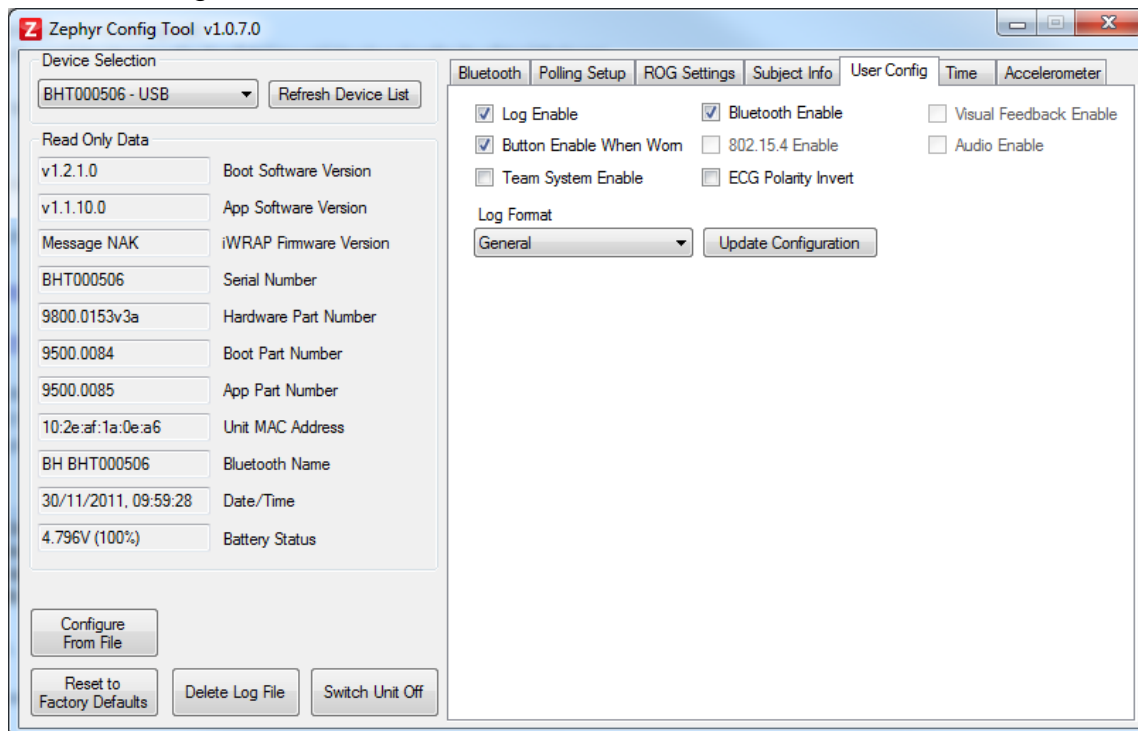 Z Zephyr Config Tool v1.0.7.0
Device Selection
BHT000506 - USB
Refresh Device List
Read Only Data
v1.2.1.0 Boot Software Version
v1.1.10.0 App Software Version
Message NAK iWRAP Firmware Version
BHT000506 Serial Number
9800.0153v3a Hardware Part Number
9500.0084 Boot Part Number
9500.0085 App Part Number
10:2e:af:1a:0e:a6 Unit MAC Address
BH BHT000506 Bluetooth Name
30/11/2011, 09:59:28 Date/Time
4.796V (100%) Battery Status
Configure
From File
Reset to
Factory Defaults
Delete Log File
Switch Unit Off
Bluetooth Polling Setup ROG Settings Subject Info User Config Time Accelerometer
Log Enable Bluetooth Enable Visual Feedback Enable
Button Enable When Worn 802.15.4 Enable Audio Enable
Team System Enable ECG Polarity Invert
Log Format
General Update Configuration